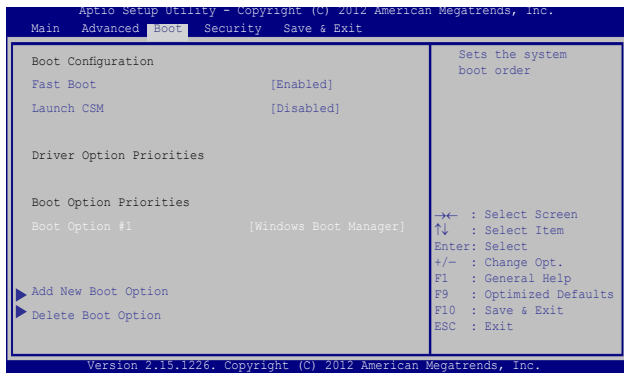 Aptio Setup Utility - Copyright (C) 2012 American Megatrends, Inc.
Main Advanced Boot Security Save & Exit
Boot Configuration
Fast Boot [Enabled]
Launch CSM [Disabled]
Driver Option Priorities
Boot Option Priorities
Boot Option #1 [Windows Boot Manager]
Add New Boot Option
Delete Boot Option
Sets the system
boot order
→← : Select Screen
↑↓ : Select Item
Enter: Select
+/— : Change Opt.
F1 : General Help
F9 : Optimized Defaults
F10 : Save & Exit
ESC : Exit
Version 2.15.1226. Copyright (C) 2012 American Megatrends, Inc.